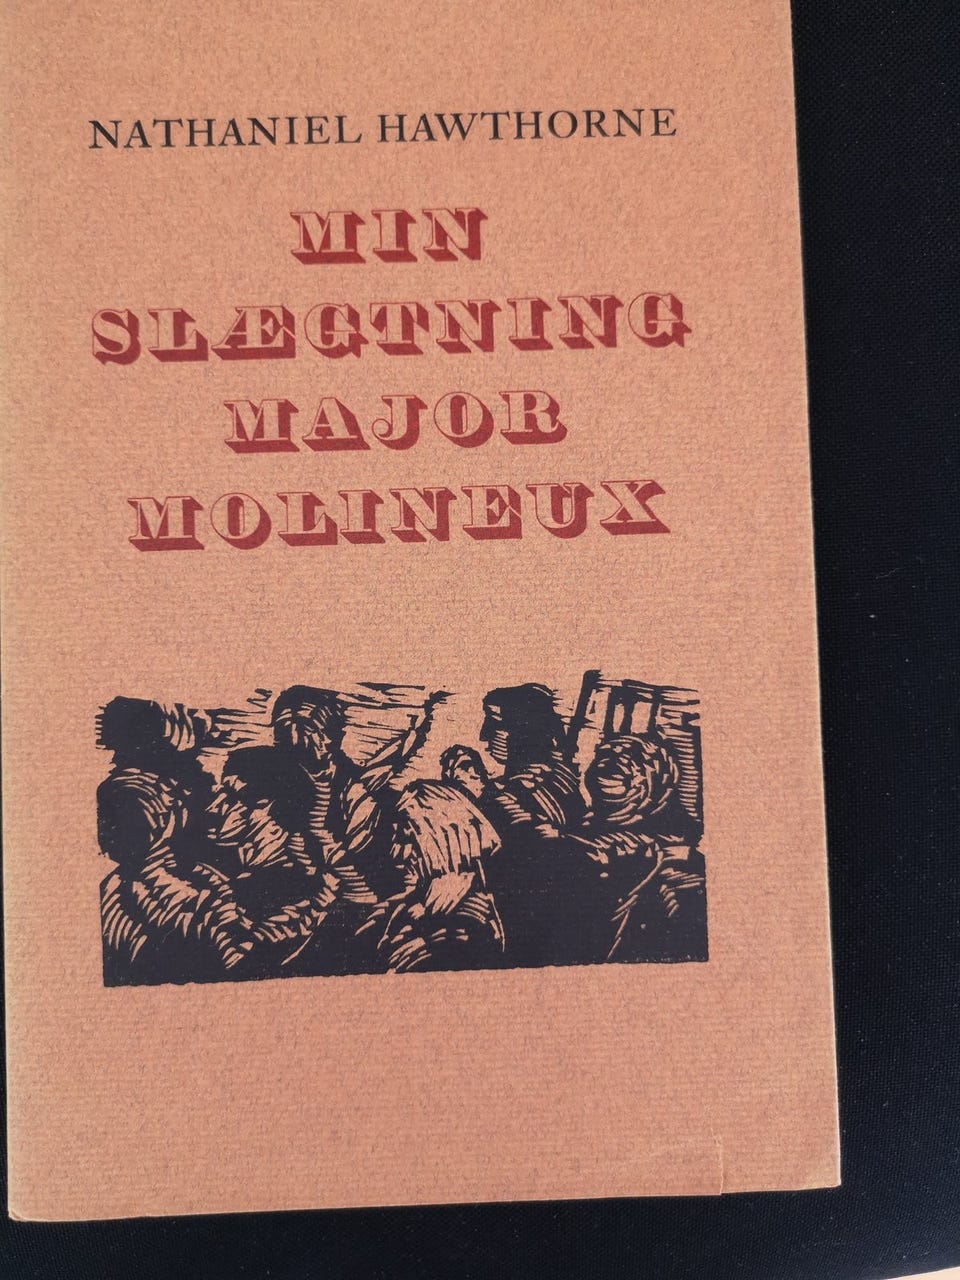 NATHANIEL HAWTHORNE
MIN
SLÆGTNING
MAJOR
MOLINEUX